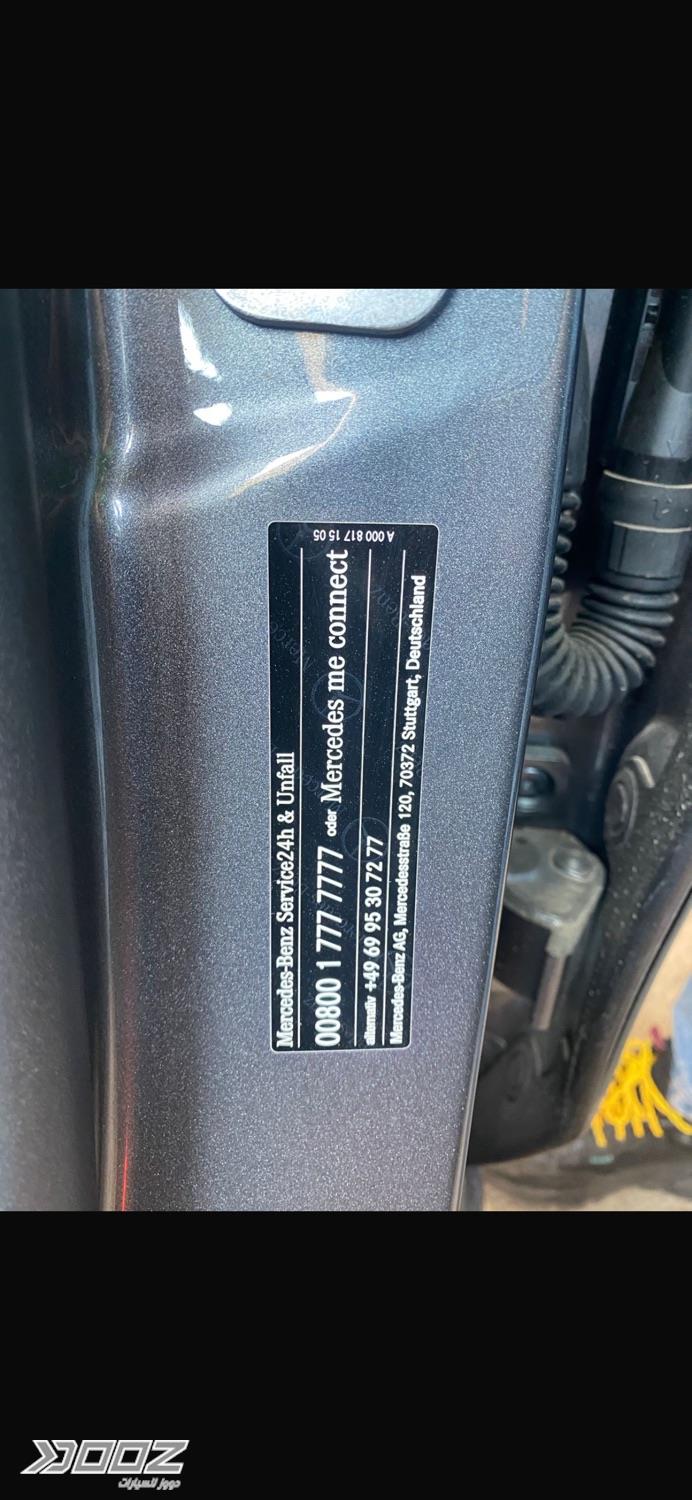 Mercedes-Benz Service24h & Unfall
00800 1 777 7777 oder Mercedes me connect
alternativ +49 69 95 30 72 77
Mercedes-Benz AG, Mercedesstraße 120, 70372 Stuttgart, Deutschland
A 000 817 15 05
DOOZ
دووز للسيارات